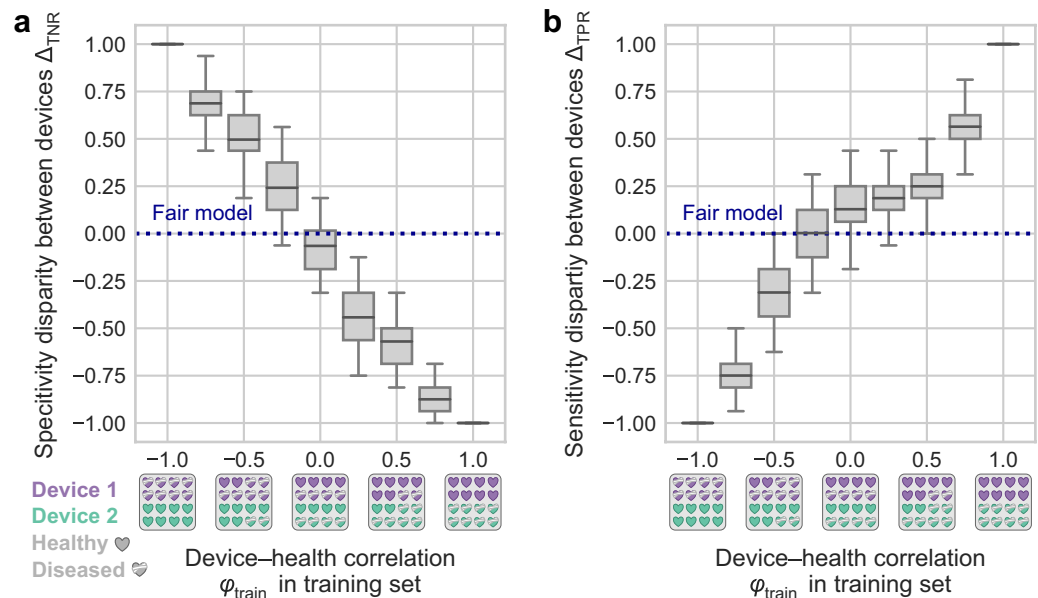 a
Specitivity disparity between devices Δ_TNR
1.00
0.75
0.50
0.25
0.00
−0.25
−0.50
−0.75
−1.00
Fair model
−1.0 −0.5 0.0 0.5 1.0
Device 1
Device 2
Healthy
Diseased
Device–health correlation
φ_train in training set
b
Sensitivity dispartiy between devices Δ_TPR
1.00
0.75
0.50
0.25
0.00
−0.25
−0.50
−0.75
−1.00
Fair model
−1.0 −0.5 0.0 0.5 1.0
Device–health correlation
φ_train in training set